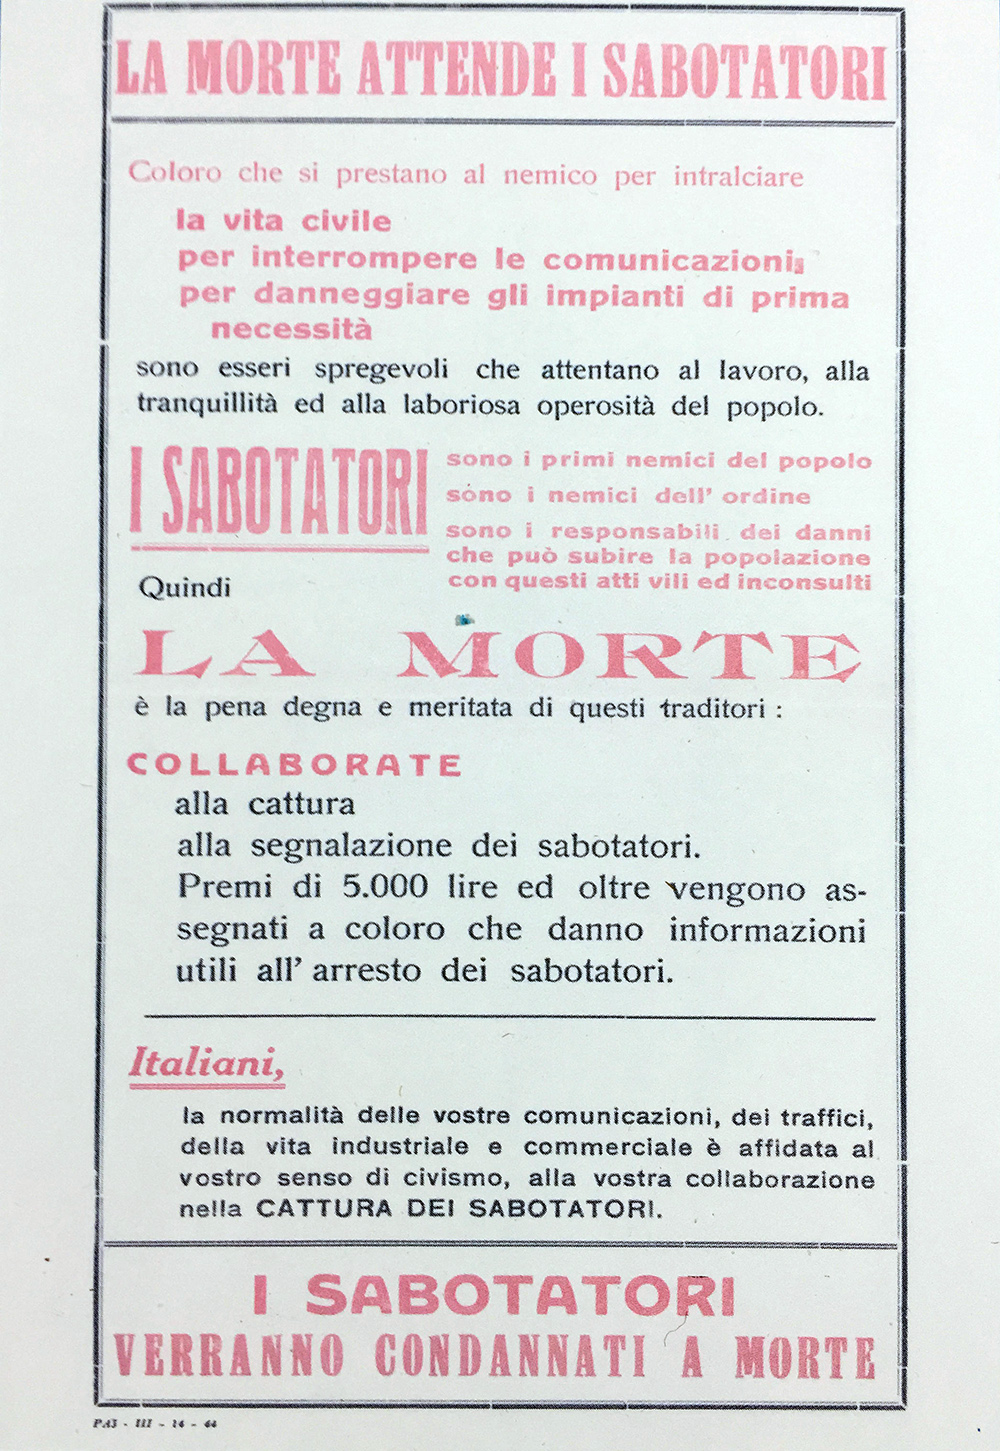 LA MORTE ATTENDE I SABOTATORI
Coloro che si prestano al nemico per intralciare
la vita civile
per interrompere le comunicazioni,
per danneggiare gli impianti di prima
necessità
sono esseri spregevoli che attentano al lavoro, alla
tranquillità ed alla laboriosa operosità del popolo.
I SABOTATORI
sono i primi nemici del popolo
sono i nemici dell' ordine
sono i responsabili dei danni
che può subire la popolazione
con questi atti vili ed inconsulti
Quindi
LA MORTE
è la pena degna e meritata di questi traditori :
COLLABORATE
alla cattura
alla segnalazione dei sabotatori.
Premi di 5.000 lire ed oltre vengono as-
segnati a coloro che danno informazioni
utili all' arresto dei sabotatori.
Italiani,
la normalità delle vostre comunicazioni, dei traffici,
della vita industriale e commerciale è affidata al
vostro senso di civismo, alla vostra collaborazione
nella CATTURA DEI SABOTATORI.
I SABOTATORI
VERRANNO CONDANNATI A MORTE
PAI - III - 14 - 44